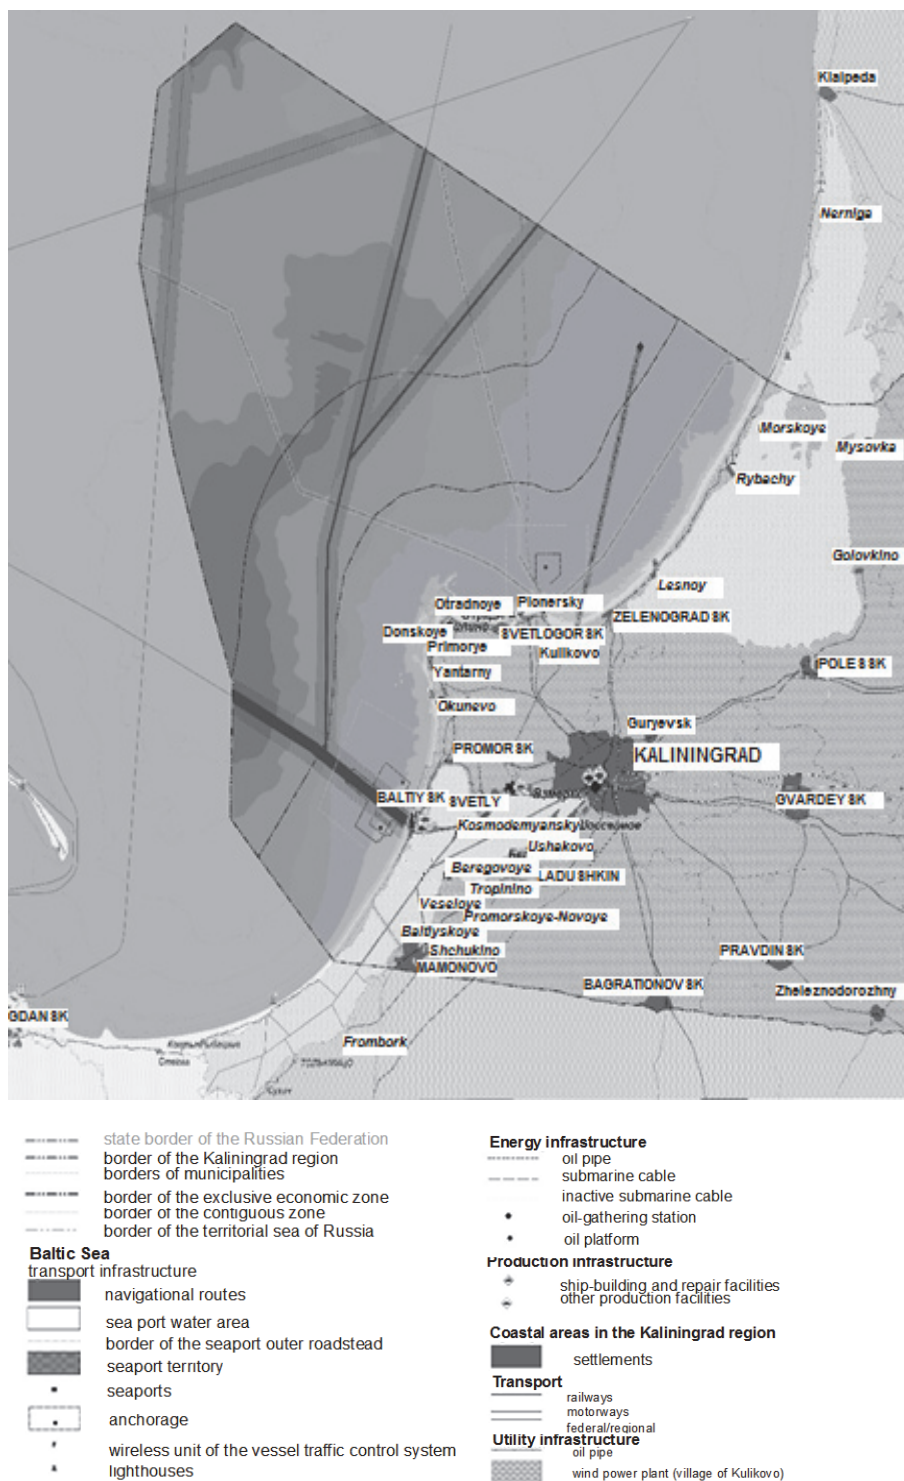 Klaipeda
Nerniga
Morskoye
Mysovka
Rybachy
Golovkino
Lesnoy
Otradnoye
Pionersky
ZELENOGRAD SK
Donskoye
SVETLOGOR SK
Primorye
Kulikovo
POLE S SK
Yantarny
Okunevo
Guryevsk
PROMOR SK
KALININGRAD
BALTIY SK
SVETLY
GVARDEY SK
Kosmodemyansky
Ushakovo
Beregovoye
LADU SHKIN
Tropinino
Veseloye
Promorskoye-Novoye
Baltiyskoye
Shchukino
PRAVDIN SK
MAMONOVO
BAGRATIONOV SK
Zheleznodorozhny
GDAN SK
Frombork
state border of the Russian Federation
border of the Kaliningrad region
borders of municipalities
border of the exclusive economic zone
border of the contiguous zone
border of the territorial sea of Russia
Baltic Sea
transport infrastructure
navigational routes
sea port water area
border of the seaport outer roadstead
seaport territory
seaports
anchorage
wireless unit of the vessel traffic control system
lighthouses
Energy infrastructure
oil pipe
submarine cable
inactive submarine cable
oil-gathering station
oil platform
Production infrastructure
ship-building and repair facilities
other production facilities
Coastal areas in the Kaliningrad region
settlements
Transport
railways
motorways
federal/regional
Utility infrastructure
oil pipe
wind power plant (village of Kulikovo)